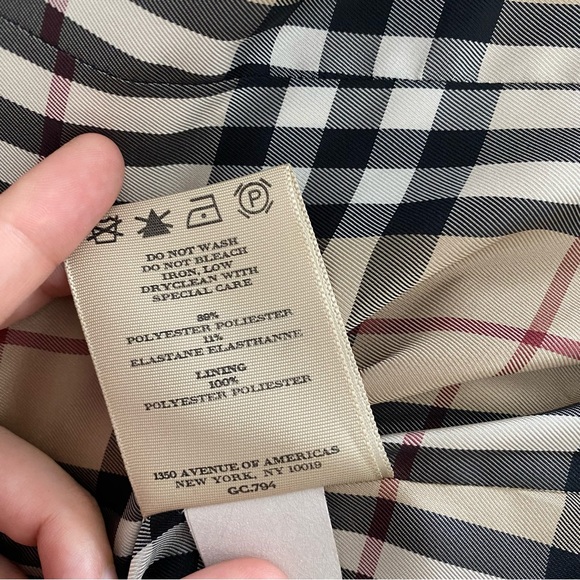 P
DO NOT WASH
DO NOT BLEACH
IRON, LOW
DRYCLEAN WITH
SPECIAL CARE
89%
POLYESTER POLIESTER
11%
ELASTANE ELASTHANNE
LINING
100%
POLYESTER POLIESTER
1350 AVENUE OF AMERICAS
NEW YORK, NY 10019
GC.794